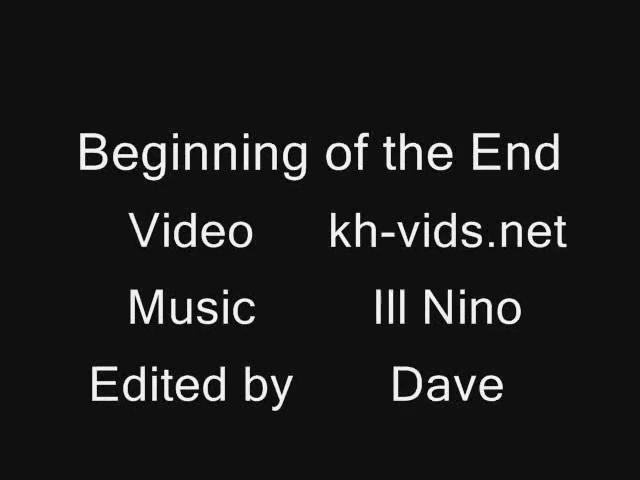 Beginning of the End
Video kh-vids.net
Music Ill Nino
Edited by Dave